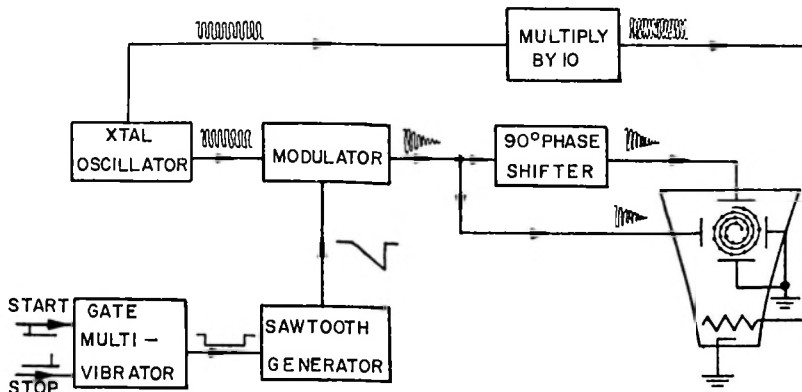 MULTIPLY
BY 10
XTAL
OSCILLATOR
MODULATOR
90° PHASE
SHIFTER
START
STOP
GATE
MULTI-
VIBRATOR
SAWTOOTH
GENERATOR